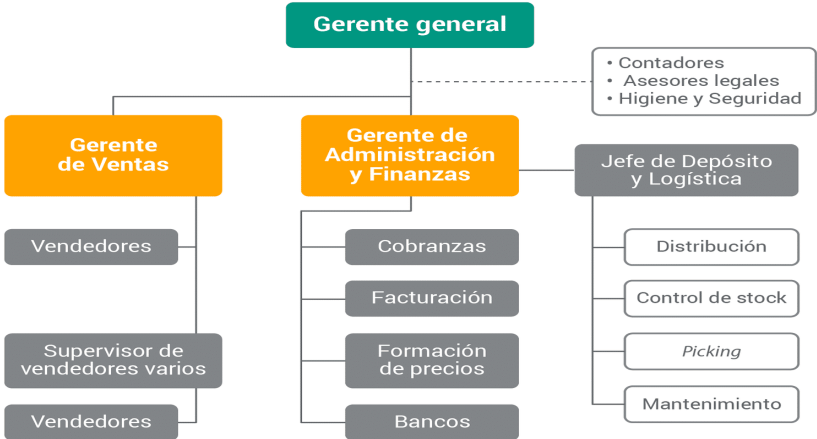 Gerente general
• Contadores
• Asesores legales
• Higiene y Seguridad
Gerente
de Ventas
Gerente de
Administración
y Finanzas
Jefe de Depósito
y Logística
Vendedores
Cobranzas
Distribución
Facturación
Control de stock
Supervisor de
vendedores varios
Formación
de precios
Picking
Vendedores
Bancos
Mantenimiento